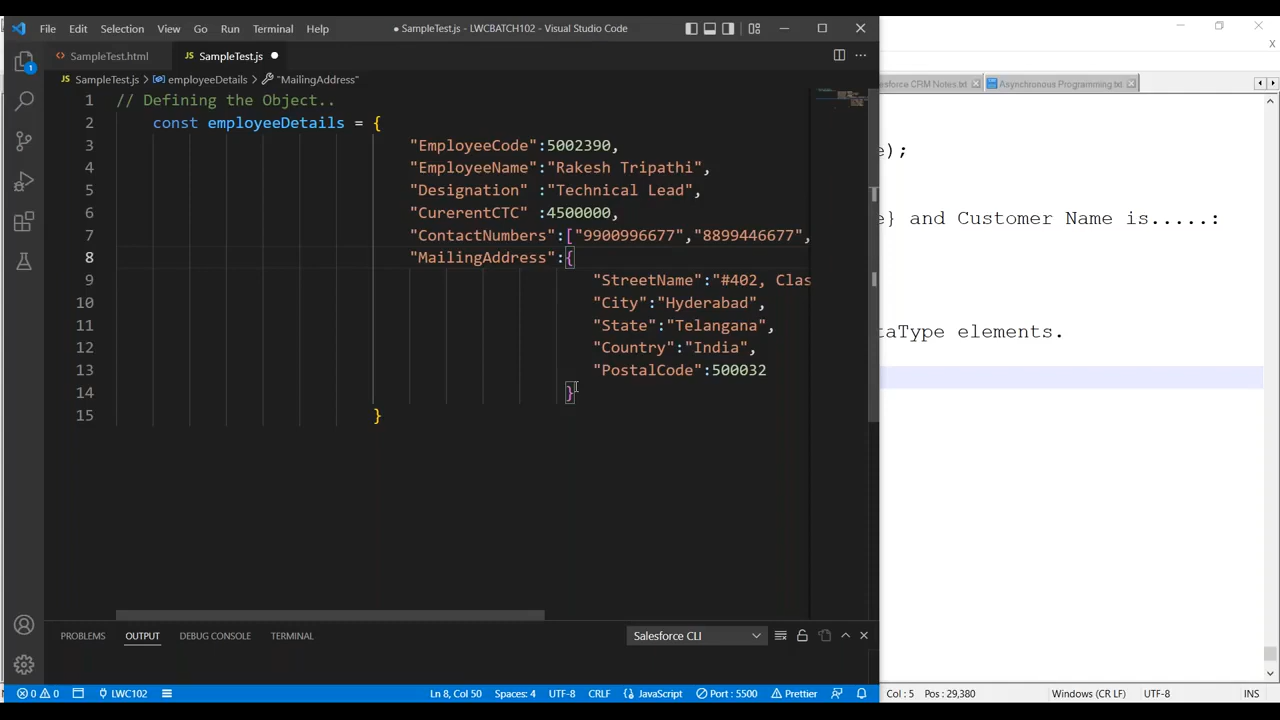 File Edit Selection View Go Run Terminal Help ● SampleTest.js - LWCBATCH102 - Visual Studio Code
SampleTest.html JS SampleTest.js ●
JS SampleTest.js > employeeDetails > "MailingAddress"
1 // Defining the Object..
2 const employeeDetails = {
3 "EmployeeCode":5002390,
4 "EmployeeName":"Rakesh Tripathi",
5 "Designation" :"Technical Lead",
6 "CurerentCTC" :4500000,
7 "ContactNumbers":["9900996677","8899446677",
8 "MailingAddress":{
9 "StreetName":"#402, Clas
10 "City":"Hyderabad",
11 "State":"Telangana",
12 "Country":"India",
13 "PostalCode":500032
14 }
15 }
PROBLEMS OUTPUT DEBUG CONSOLE TERMINAL Salesforce CLI
0 0 LWC102 Ln 8, Col 50 Spaces: 4 UTF-8 CRLF {} JavaScript Port : 5500 Prettier
1
X
esforce CRM Notes.txt Asynchronous Programming.txt
e);
e} and Customer Name is.....:
taType elements.
Col : 5 Pos : 29,380 Windows (CR LF) UTF-8 INS